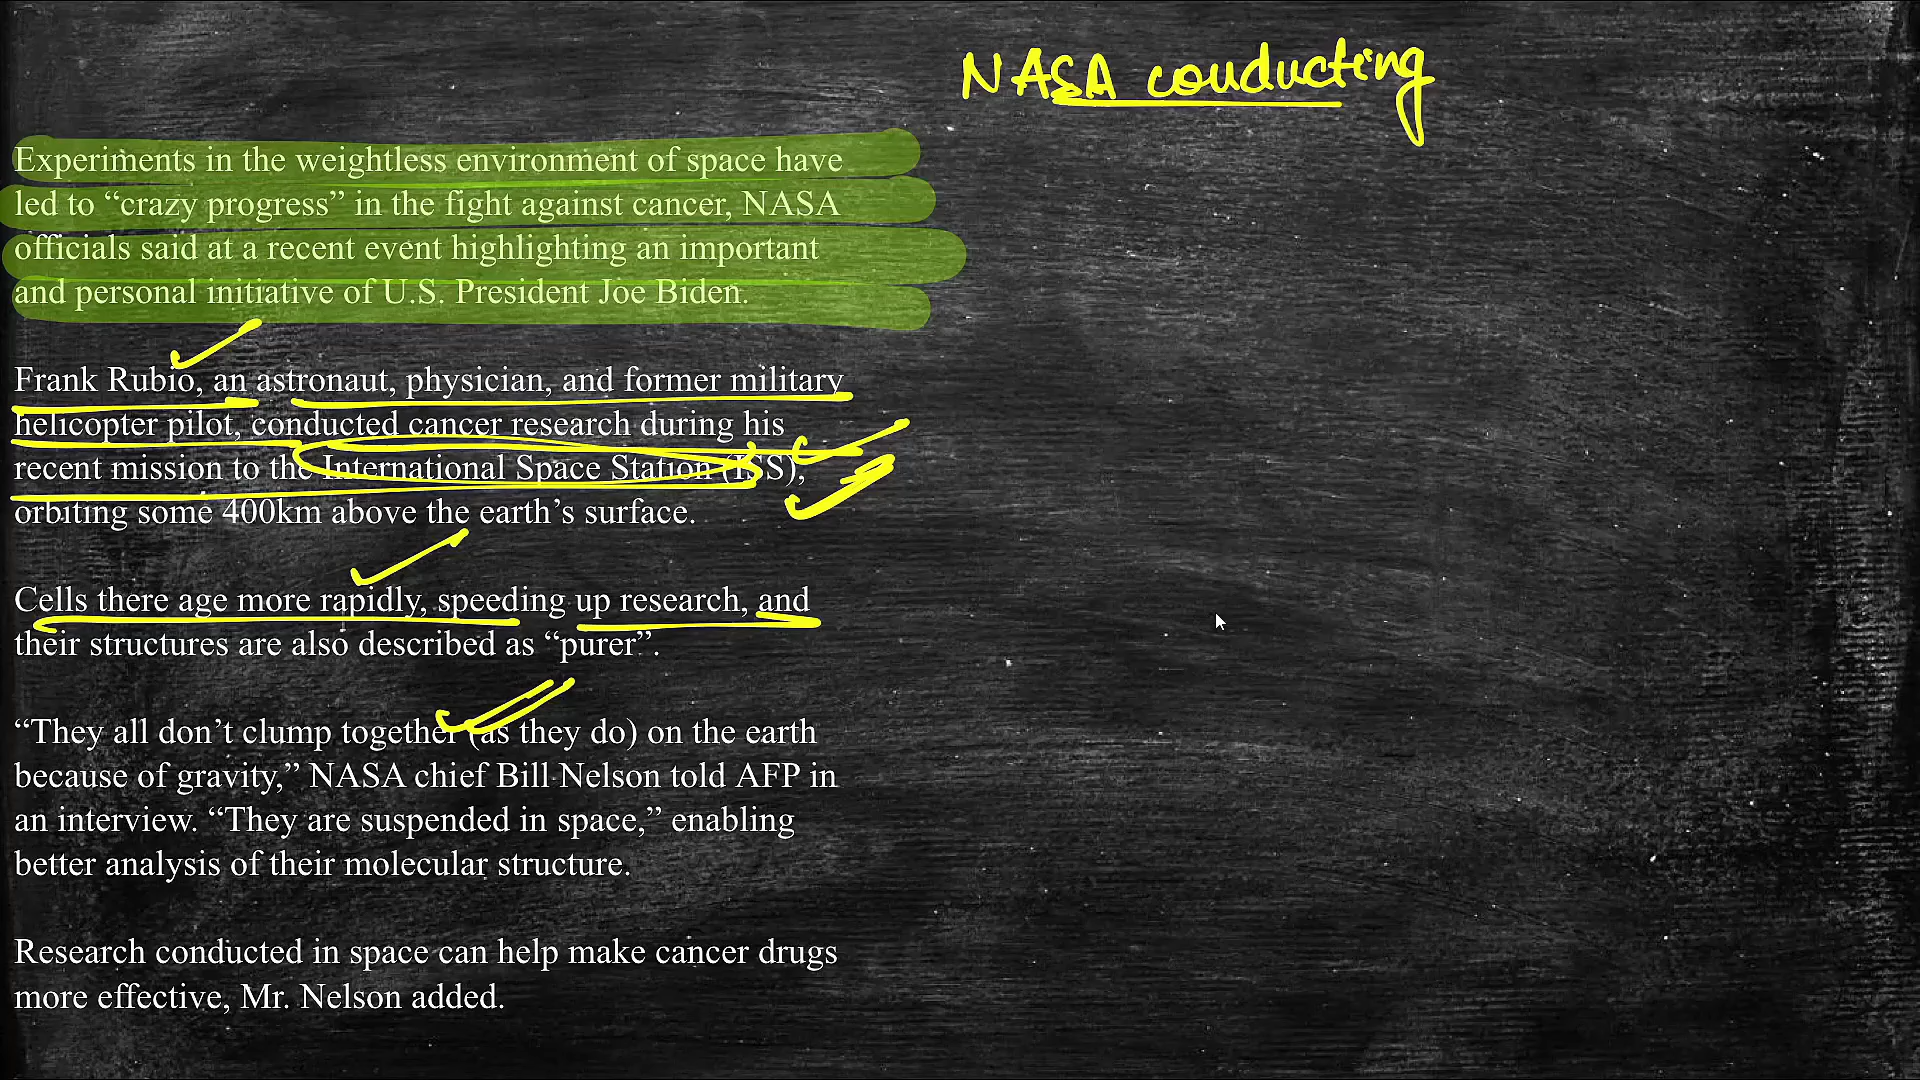 NASA conducting
Experiments in the weightless environment of space have
led to “crazy progress” in the fight against cancer, NASA
officials said at a recent event highlighting an important
and personal initiative of U.S. President Joe Biden.
Frank Rubio, an astronaut, physician, and former military
helicopter pilot, conducted cancer research during his
recent mission to the International Space Station (ISS),
orbiting some 400km above the earth’s surface.
Cells there age more rapidly, speeding up research, and
their structures are also described as “purer”.
“They all don’t clump together (as they do) on the earth
because of gravity,” NASA chief Bill Nelson told AFP in
an interview. “They are suspended in space,” enabling
better analysis of their molecular structure.
Research conducted in space can help make cancer drugs
more effective, Mr. Nelson added.